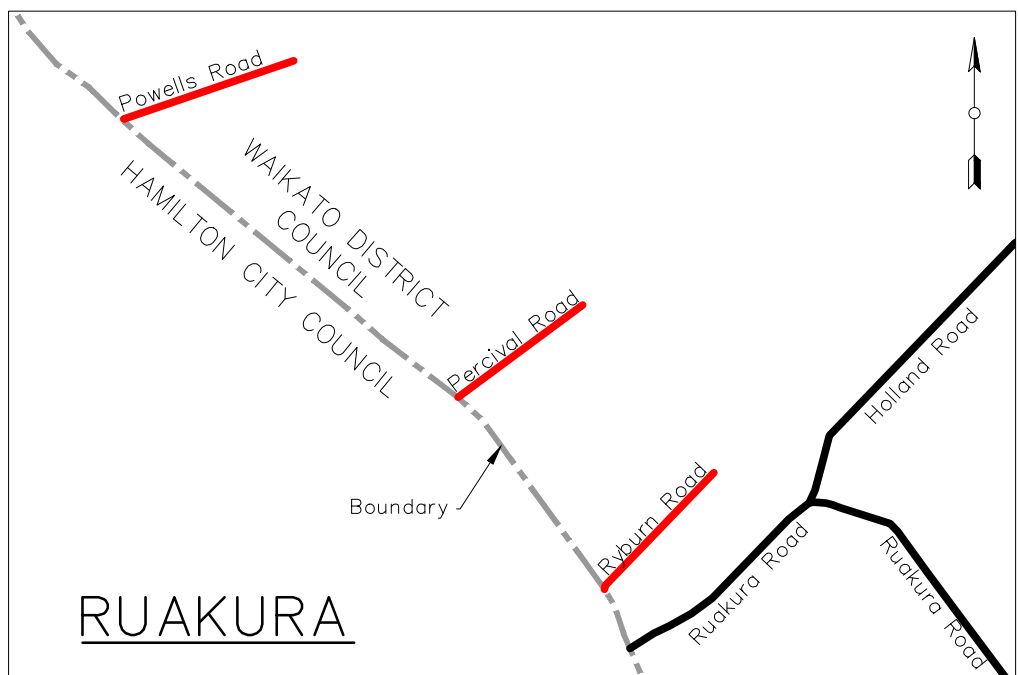 Powells Road
WAIKATO DISTRICT
COUNCIL
HAMILTON CITY COUNCIL
Percival Road
Holland Road
Boundary
Ryburn Road
Ruakura Road
Ruakura Road
RUAKURA